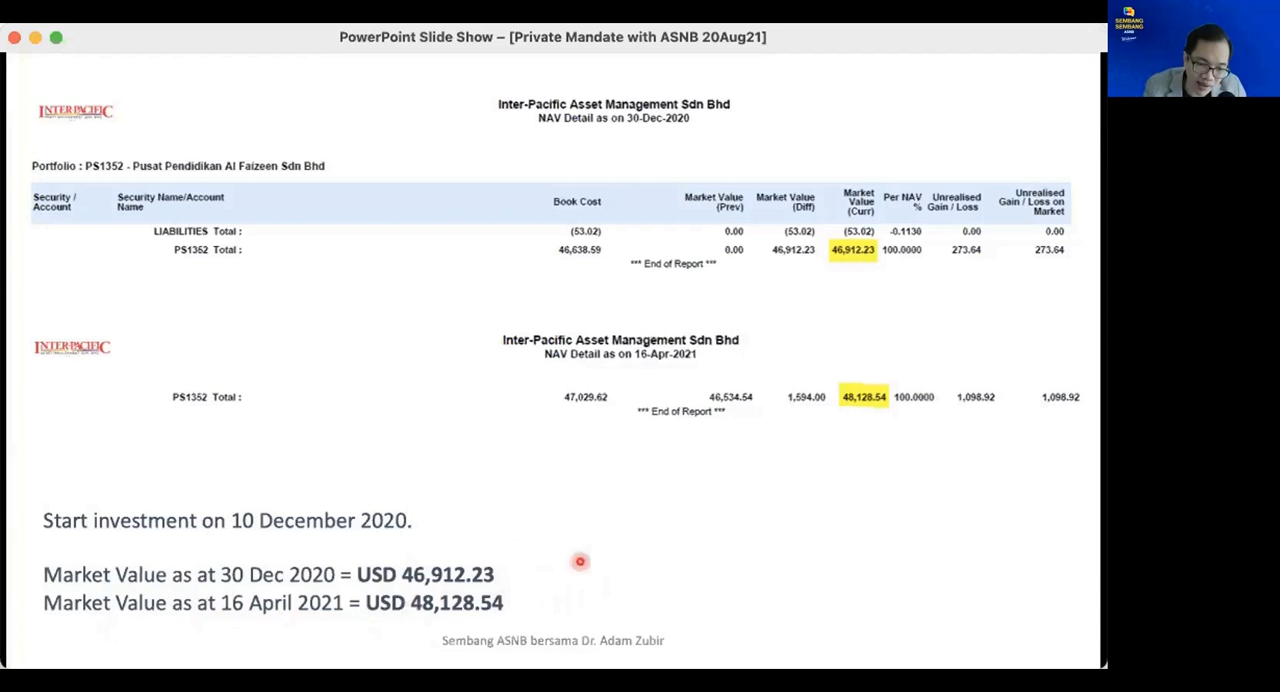 PowerPoint Slide Show – [Private Mandate with ASNB 20Aug21]
SEMBANG
SEMBANG
ASNB
INTER-PACIFIC
Inter-Pacific Asset Management Sdn Bhd
NAV Detail as on 30-Dec-2020
Portfolio : PS1352 - Pusat Pendidikan Al Faizeen Sdn Bhd
Security / Account Security Name/Account Name Book Cost Market Value (Prev) Market Value (Diff) Market Value (Curr) Per NAV % Unrealised Gain / Loss Unrealised Gain / Loss on Market
LIABILITIES Total : (53.02) 0.00 (53.02) (53.02) -0.1130 0.00 0.00
PS1352 Total : 46,638.59 0.00 46,912.23 46,912.23 100.0000 273.64 273.64
*** End of Report ***
INTER-PACIFIC
Inter-Pacific Asset Management Sdn Bhd
NAV Detail as on 16-Apr-2021
PS1352 Total : 47,029.62 46,534.54 1,594.00 48,128.54 100.0000 1,098.92 1,098.92
*** End of Report ***
Start investment on 10 December 2020.
Market Value as at 30 Dec 2020 = USD 46,912.23
Market Value as at 16 April 2021 = USD 48,128.54
Sembang ASNB bersama Dr. Adam Zubir